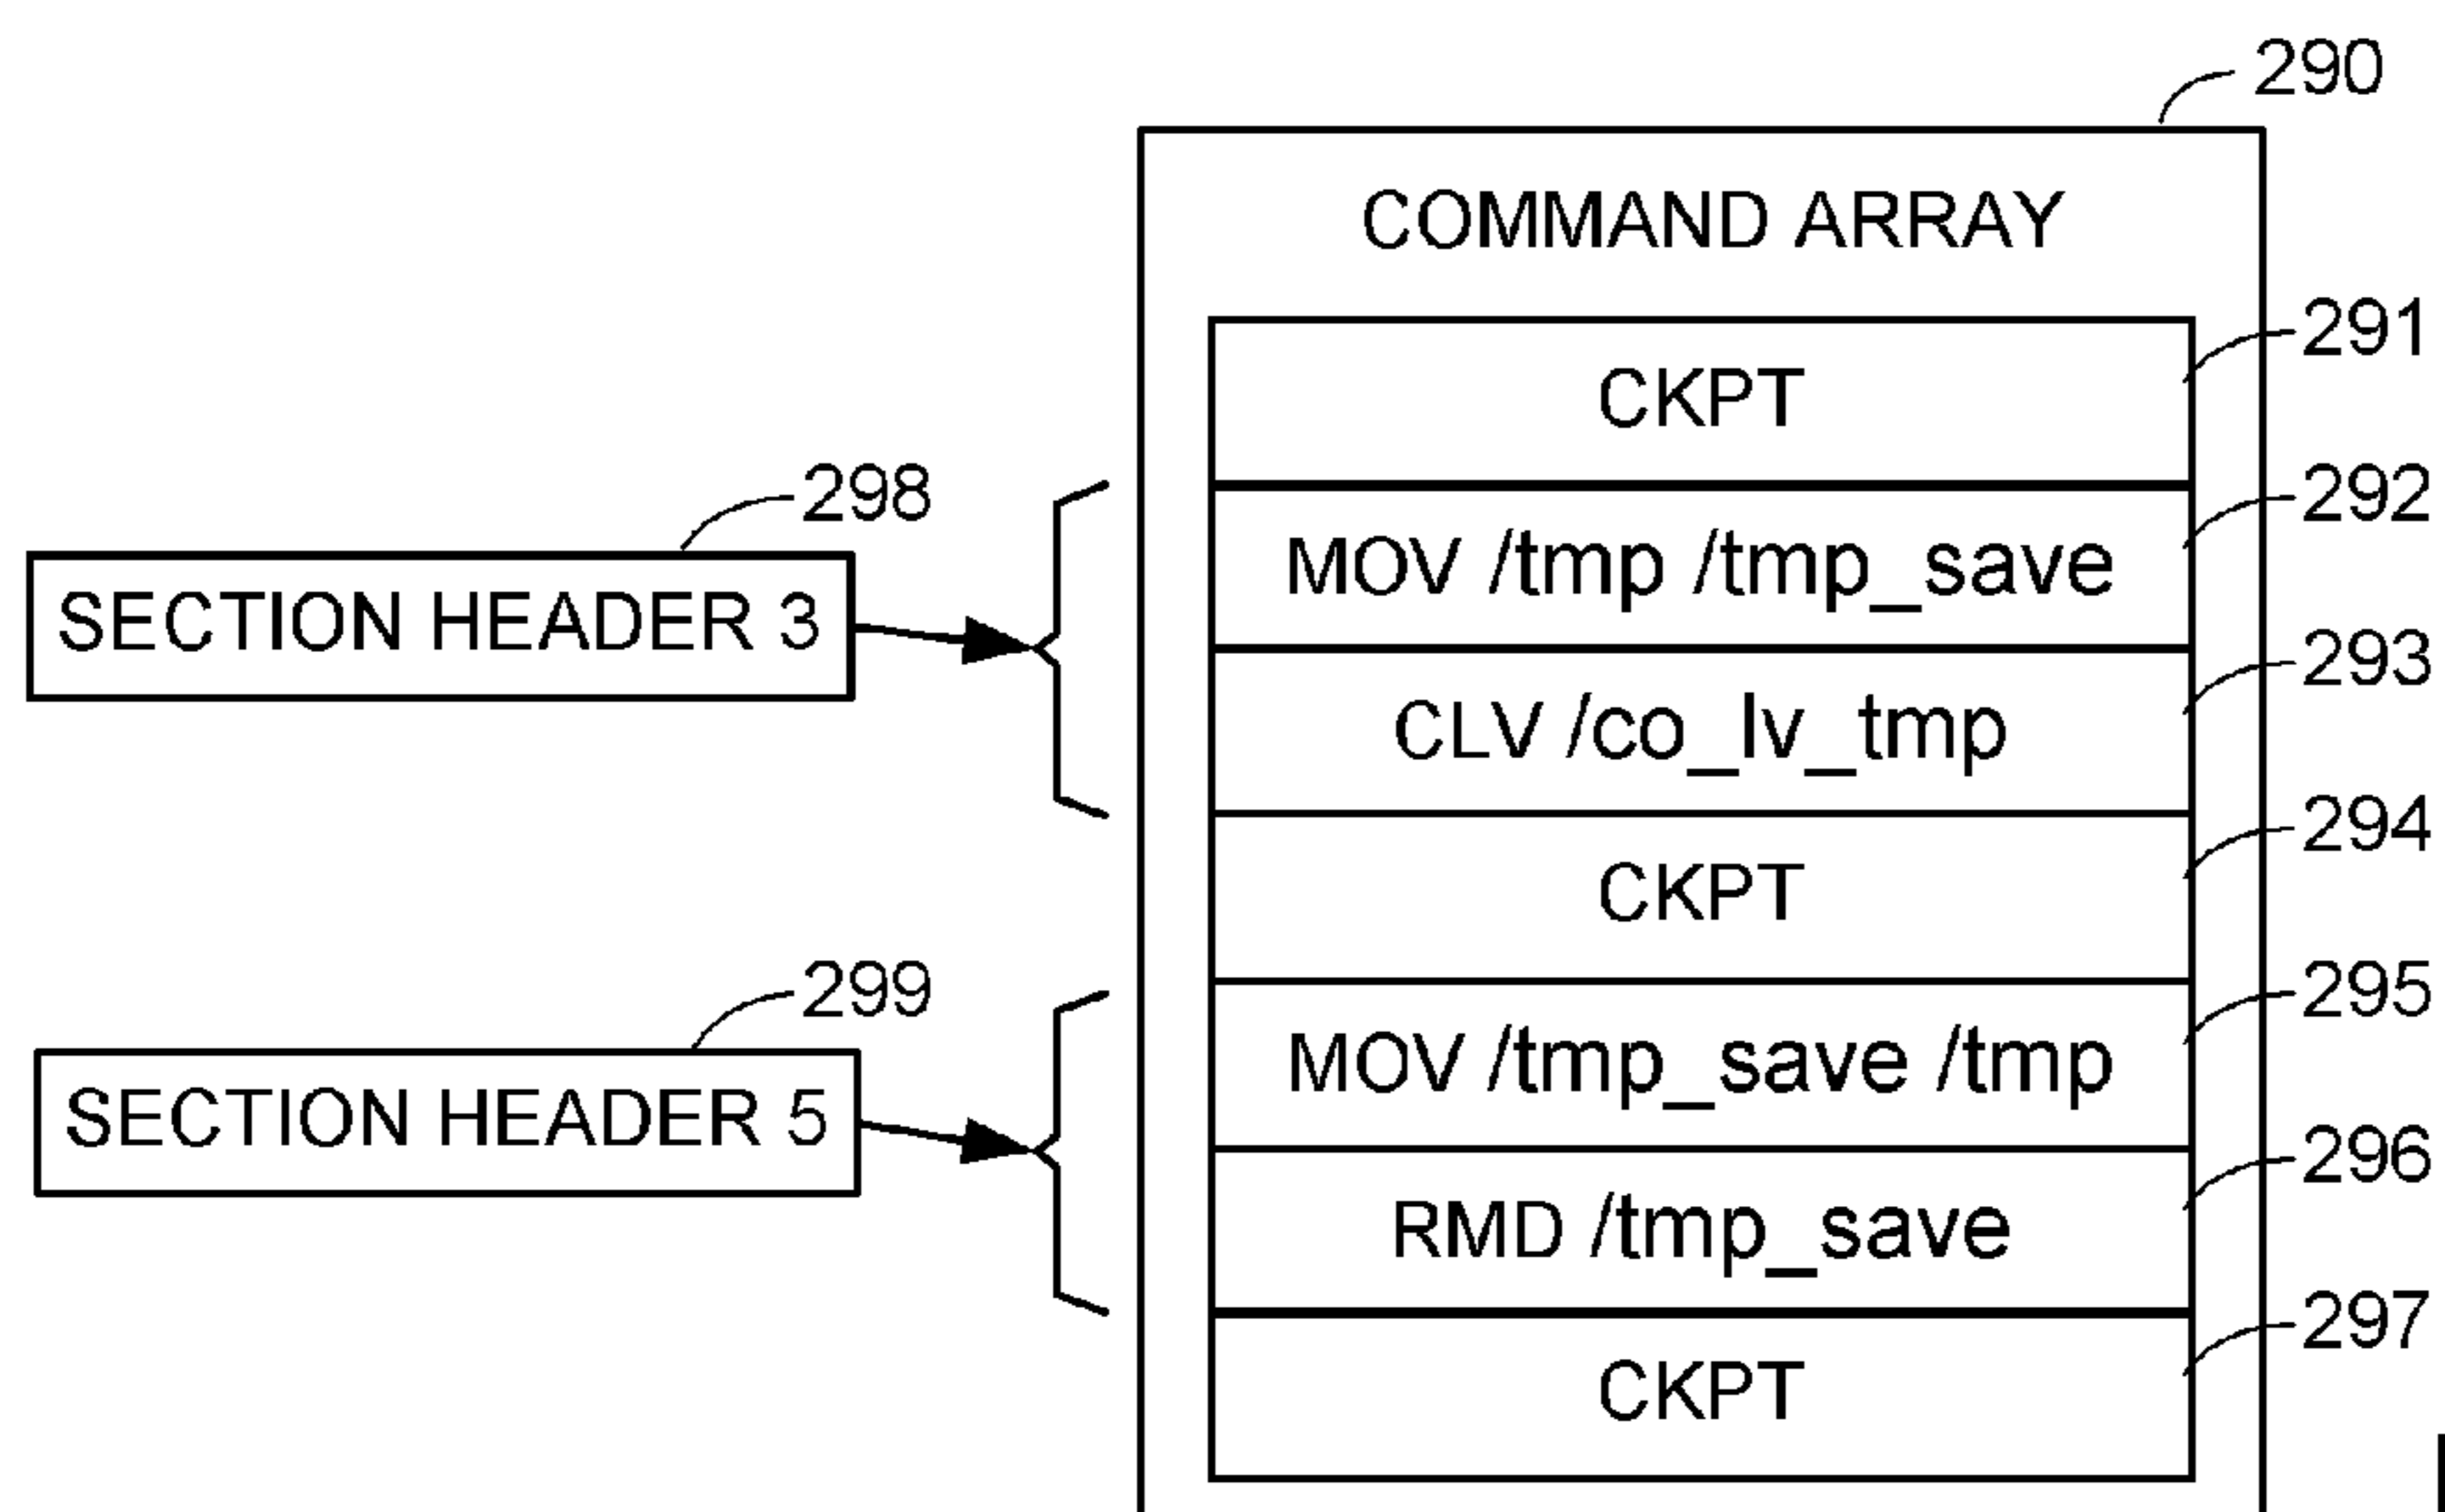 290
COMMAND ARRAY
291
CKPT
292
298
MOV /tmp /tmp_save
SECTION HEADER 3
293
CLV /co_lv_tmp
294
CKPT
295
299
MOV /tmp_save /tmp
SECTION HEADER 5
296
RMD /tmp_save
297
CKPT